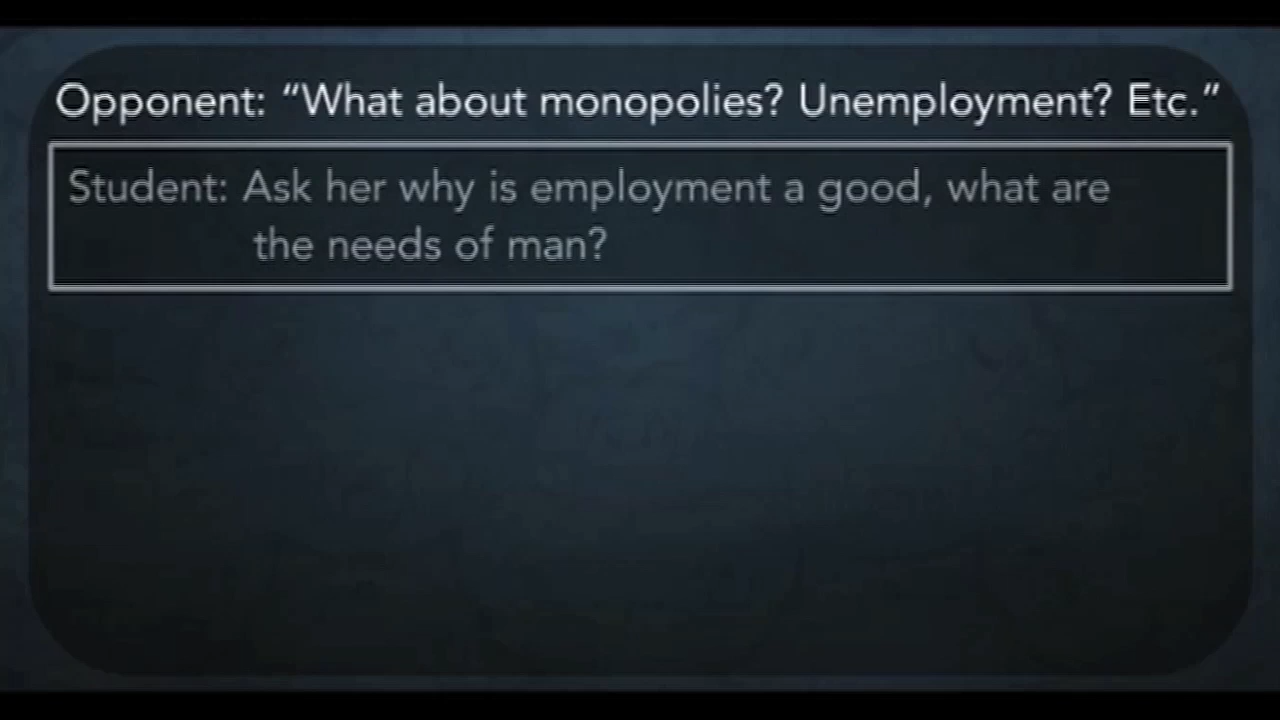 Opponent: “What about monopolies? Unemployment? Etc.”
Student: Ask her why is employment a good, what are
the needs of man?